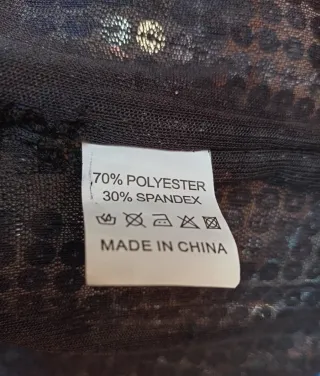 70% POLYESTER
30% SPANDEX
MADE IN CHINA